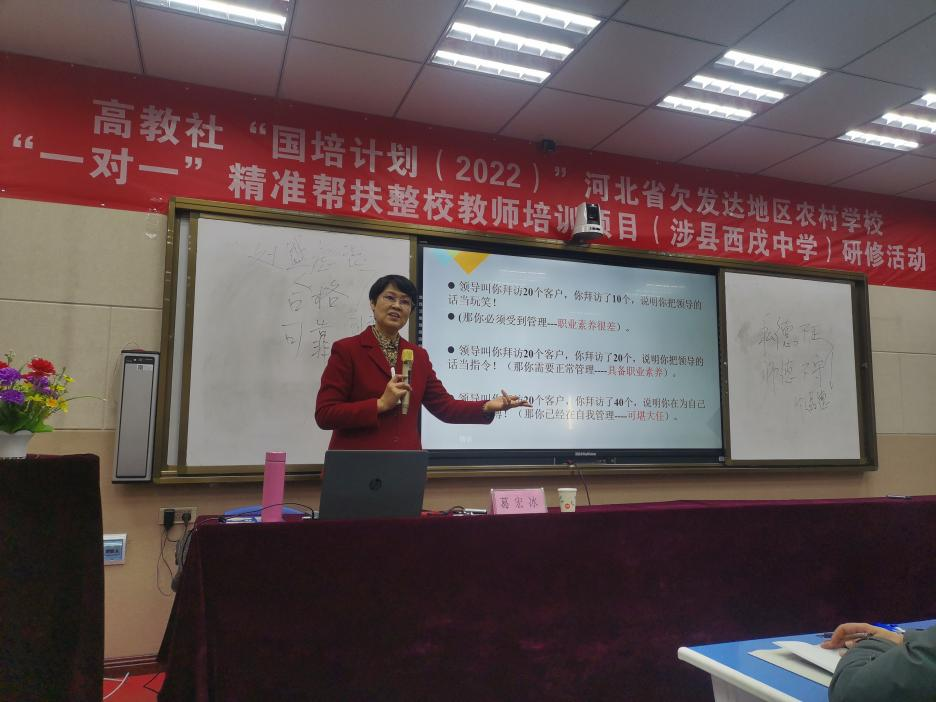 高教社“国培计划（2022）”河北省欠发达地区农村学校
“一对一”精准帮扶整校教师培训项目（涉县西戌中学）研修活动
合格
可靠
● 领导叫你拜访20个客户，你拜访了10个，说明你把领导的
话当玩笑！
● (那你必须受到管理---职业素养很差）。
● 领导叫你拜访20个客户，你拜访了20个，说明你把领导的
话当指令！（那你需要正常管理----具备职业素养）。
领导叫你拜访20个客户，你拜访了40个，说明你在为自己
！（那你已经在自我管理----可堪大任）。
师德
hp
葛宏冰